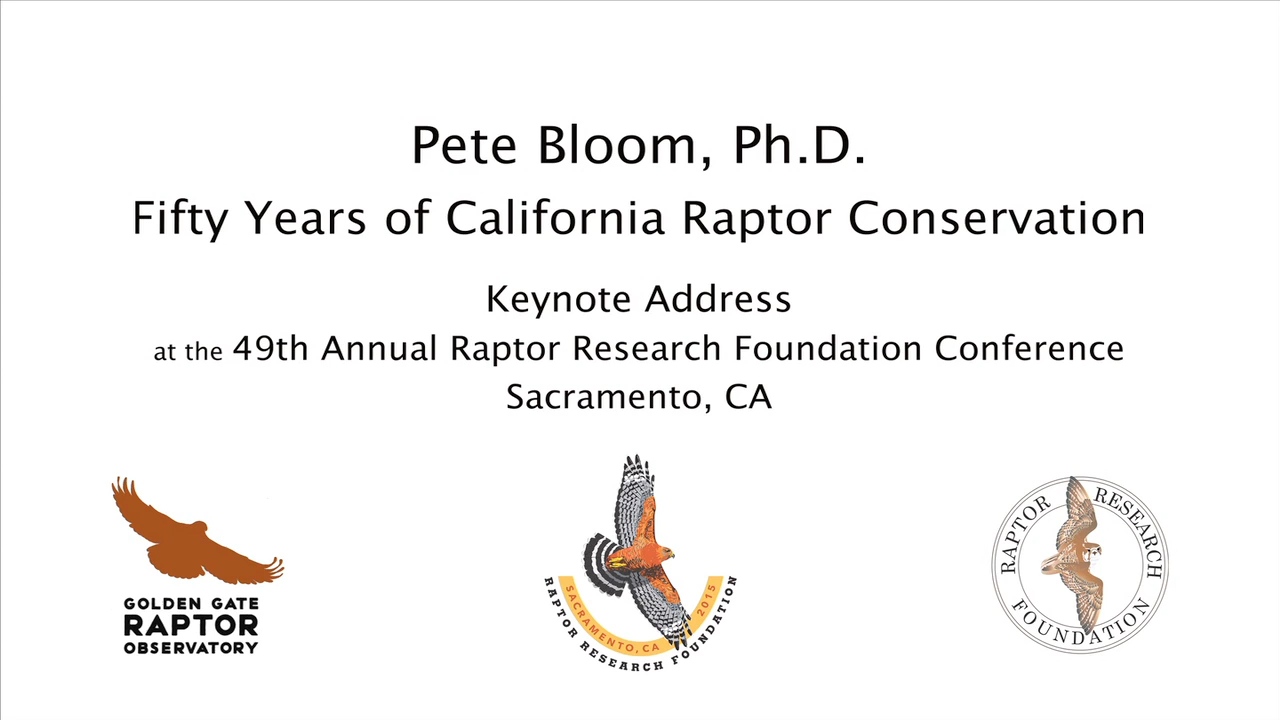 Pete Bloom, Ph.D.
Fifty Years of California Raptor Conservation
Keynote Address
at the 49th Annual Raptor Research Foundation Conference
Sacramento, CA
GOLDEN GATE
RAPTOR
OBSERVATORY
SACRAMENTO, CA 2015
RAPTOR RESEARCH FOUNDATION
RAPTOR RESEARCH
FOUNDATION